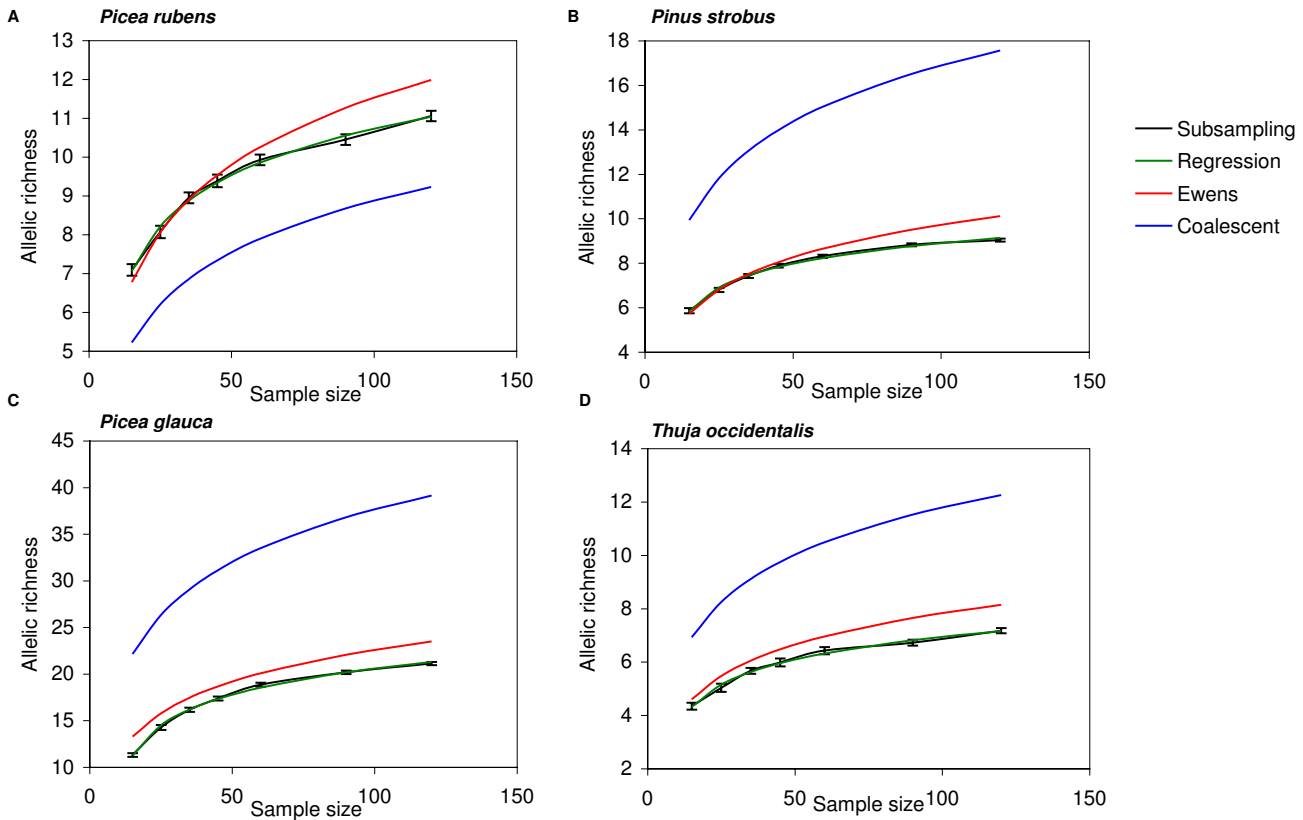 A
Picea rubens
13
12
11
10
9
8
7
6
5
Allelic richness
0
50
100
150
Sample size
B
Pinus strobus
18
16
14
12
10
8
6
4
Allelic richness
0
50
100
150
Sample size
Subsampling
Regression
Ewens
Coalescent
C
Picea glauca
45
40
35
30
25
20
15
10
Allelic richness
0
50
100
150
Sample size
D
Thuja occidentalis
14
12
10
8
6
4
2
Allelic richness
0
50
100
150
Sample size